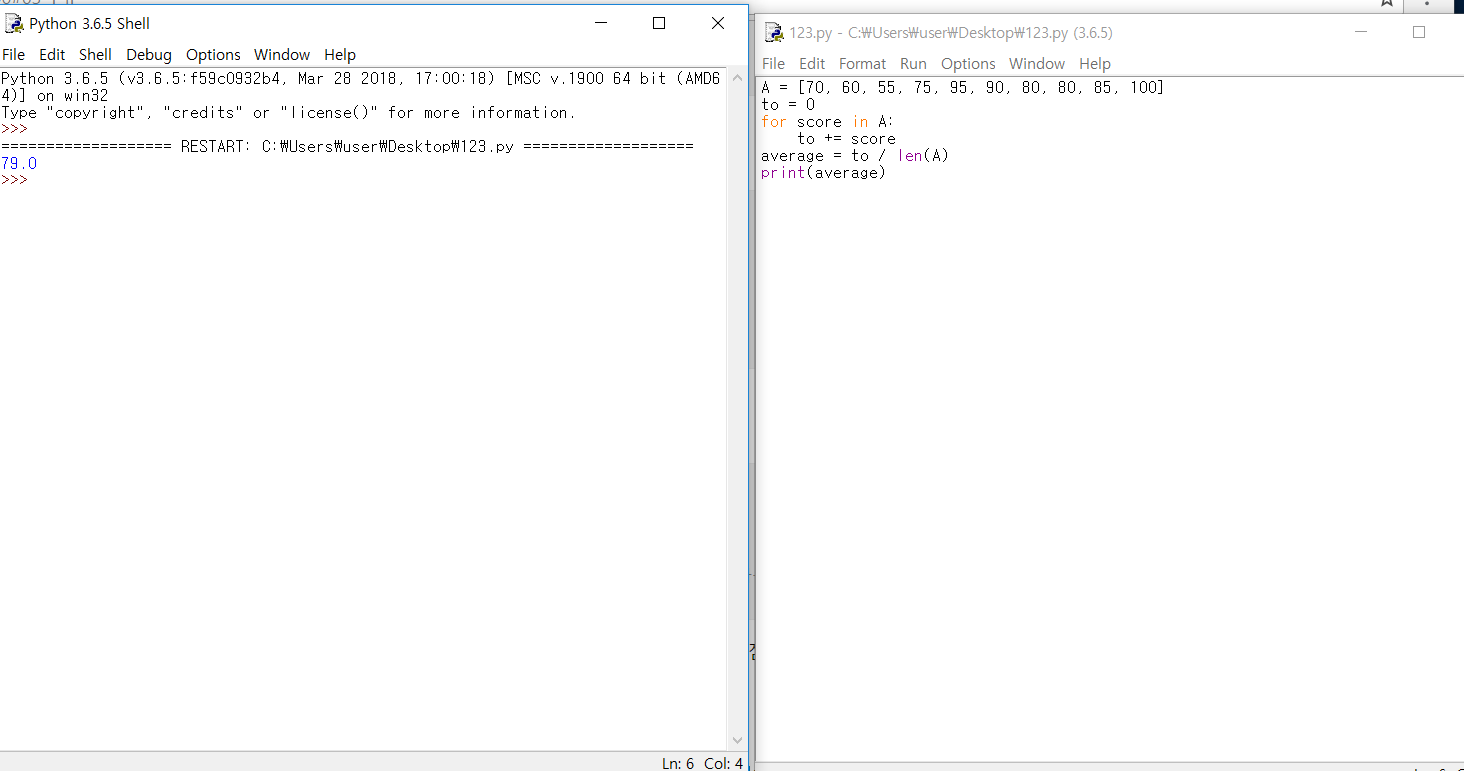 Python 3.6.5 Shell
File Edit Shell Debug Options Window Help
Python 3.6.5 (v3.6.5:f59c0932b4, Mar 28 2018, 17:00:18) [MSC v.1900 64 bit (AMD6
4)] on win32
Type "copyright", "credits" or "license()" for more information.
>>>
=================== RESTART: C:₩Users₩user₩Desktop₩123.py ===================
79.0
>>>
Ln: 6 Col: 4
123.py - C:₩Users₩user₩Desktop₩123.py (3.6.5)
File Edit Format Run Options Window Help
A = [70, 60, 55, 75, 95, 90, 80, 80, 85, 100]
to = 0
for score in A:
    to += score
average = to / len(A)
print(average)